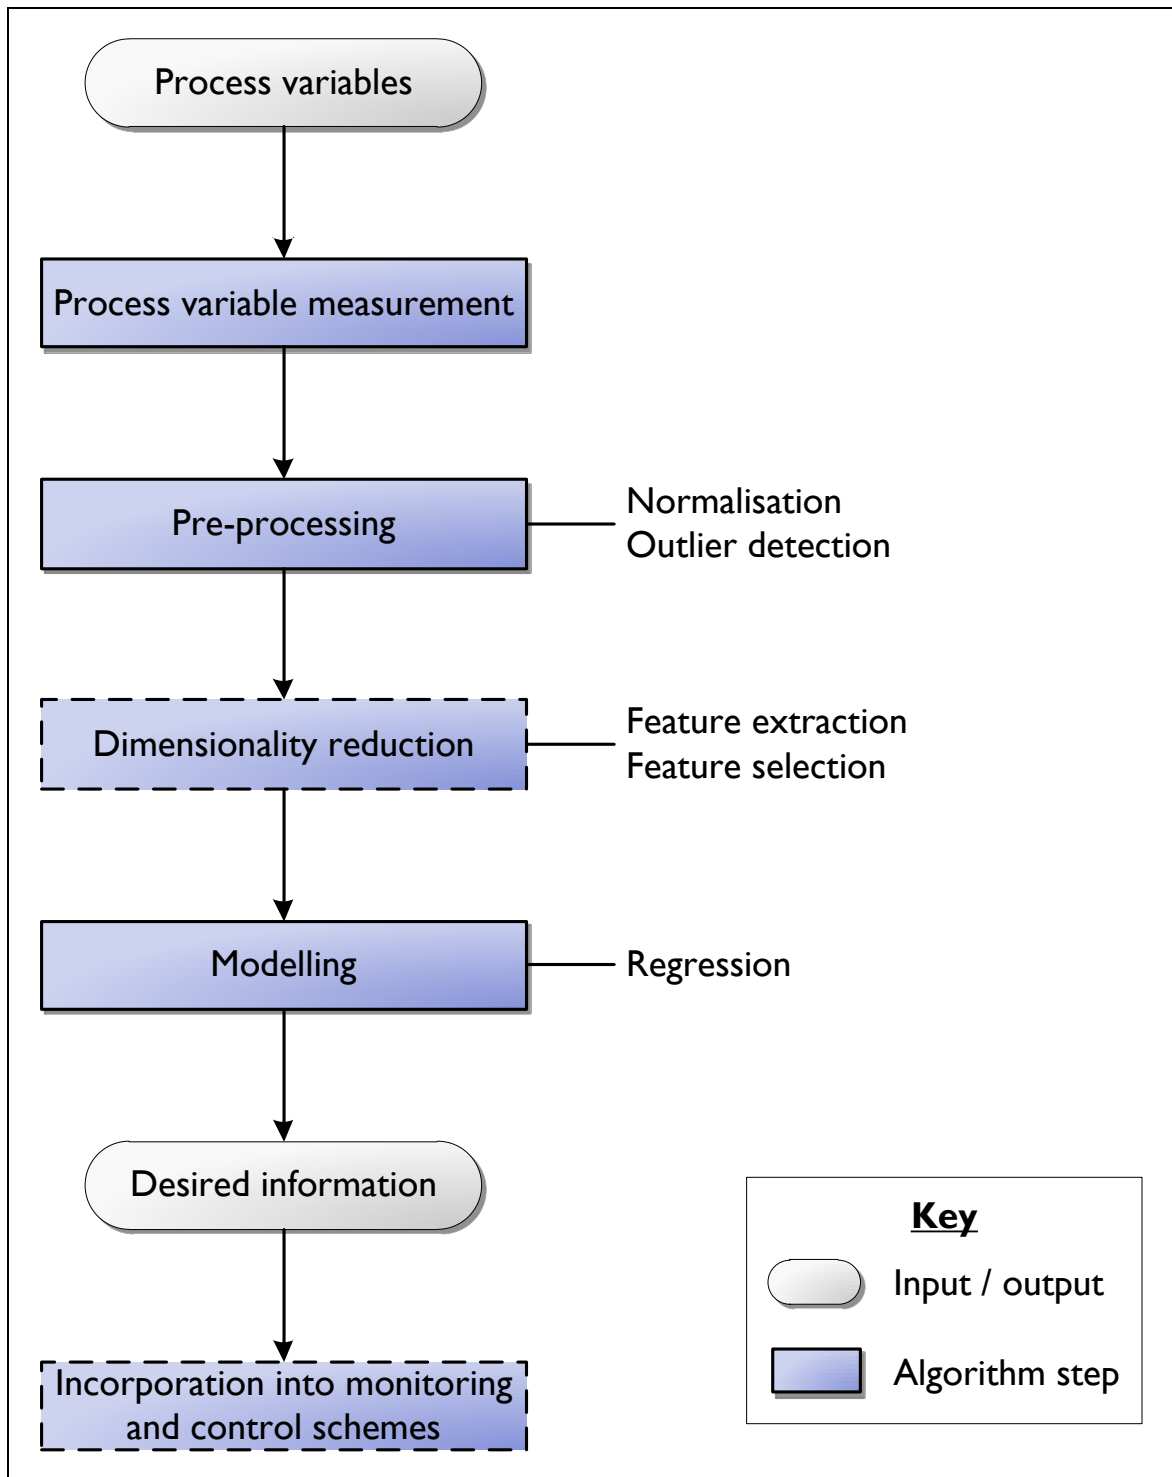 Process variables
Process variable measurement
Pre-processing
Normalisation
Outlier detection
Dimensionality reduction
Feature extraction
Feature selection
Modelling
Regression
Desired information
Incorporation into monitoring
and control schemes
Key
Input / output
Algorithm step